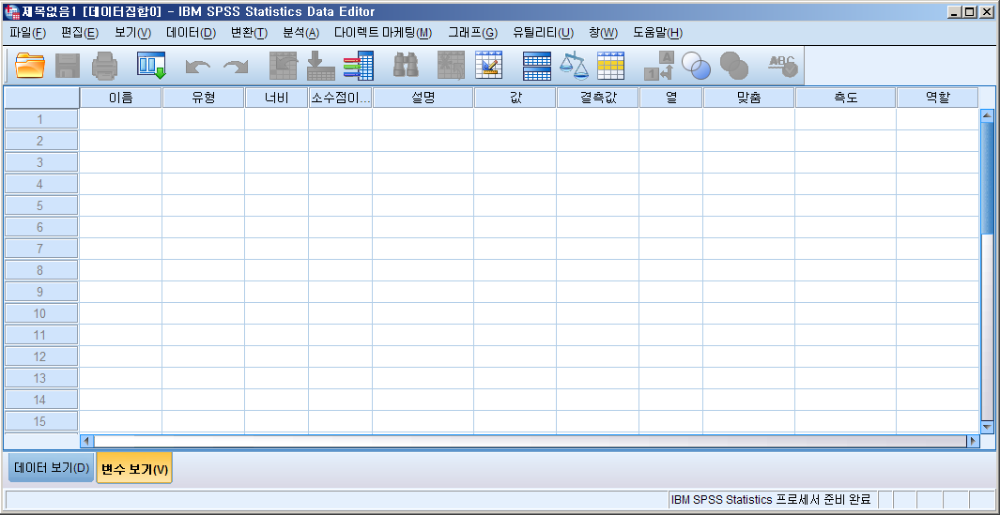 제목없음1 [데이터집합0] - IBM SPSS Statistics Data Editor
파일(F) 편집(E) 보기(V) 데이터(D) 변환(T) 분석(A) 다이렉트 마케팅(M) 그래프(G) 유틸리티(U) 창(W) 도움말(H)
A 1 ABC
이름 유형 너비 소수점이... 설명 값 결측값 열 맞춤 측도 역할
1
2
3
4
5
6
7
8
9
10
11
12
13
14
15
데이터 보기(D) 변수 보기(V)
IBM SPSS Statistics 프로세서 준비 완료